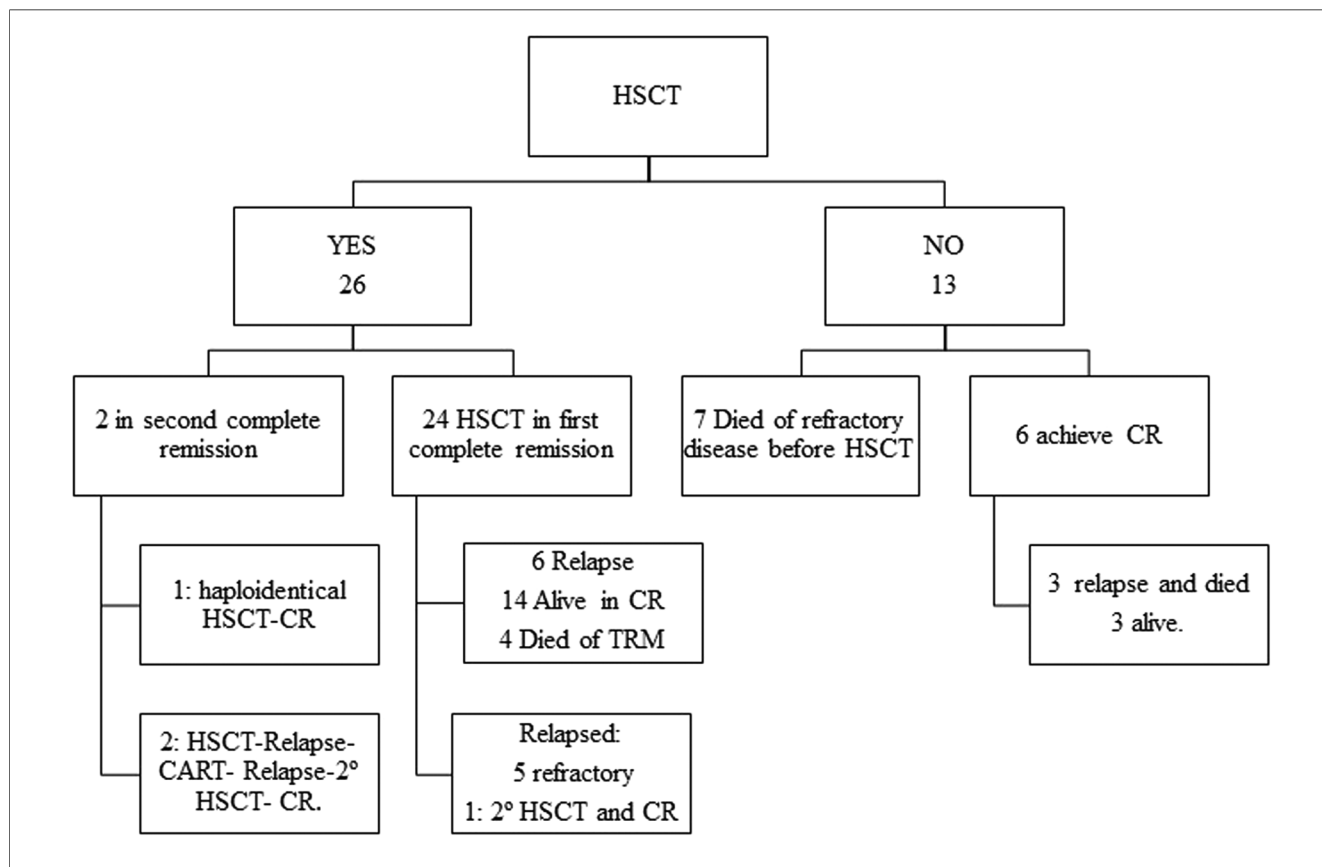 HSCT
YES
26
NO
13
2 in second complete
remission
24 HSCT in first
complete remission
7 Died of refractory
disease before HSCT
6 achieve CR
1: haploidentical
HSCT-CR
6 Relapse
14 Alive in CR
4 Died of TRM
3 relapse and died
3 alive.
2: HSCT-Relapse-
CART- Relapse-2º
HSCT- CR.
Relapsed:
5 refractory
1: 2º HSCT and CR